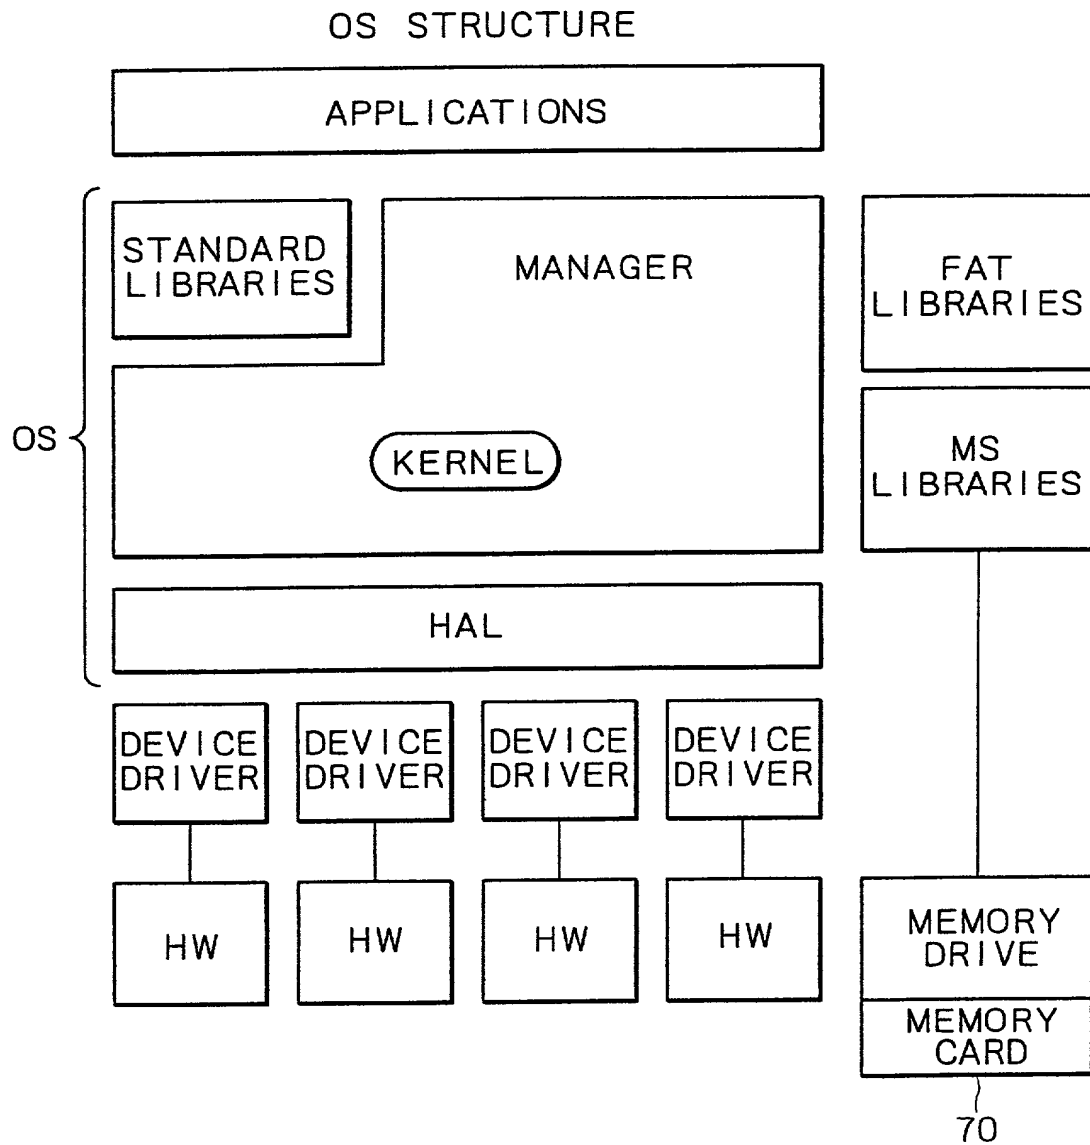 OS STRUCTURE
APPLICATIONS
STANDARD
LIBRARIES
MANAGER
FAT
LIBRARIES
OS
KERNEL
MS
LIBRARIES
HAL
DEVICE
DRIVER
DEVICE
DRIVER
DEVICE
DRIVER
DEVICE
DRIVER
HW
HW
HW
HW
MEMORY
DRIVE
MEMORY
CARD
70